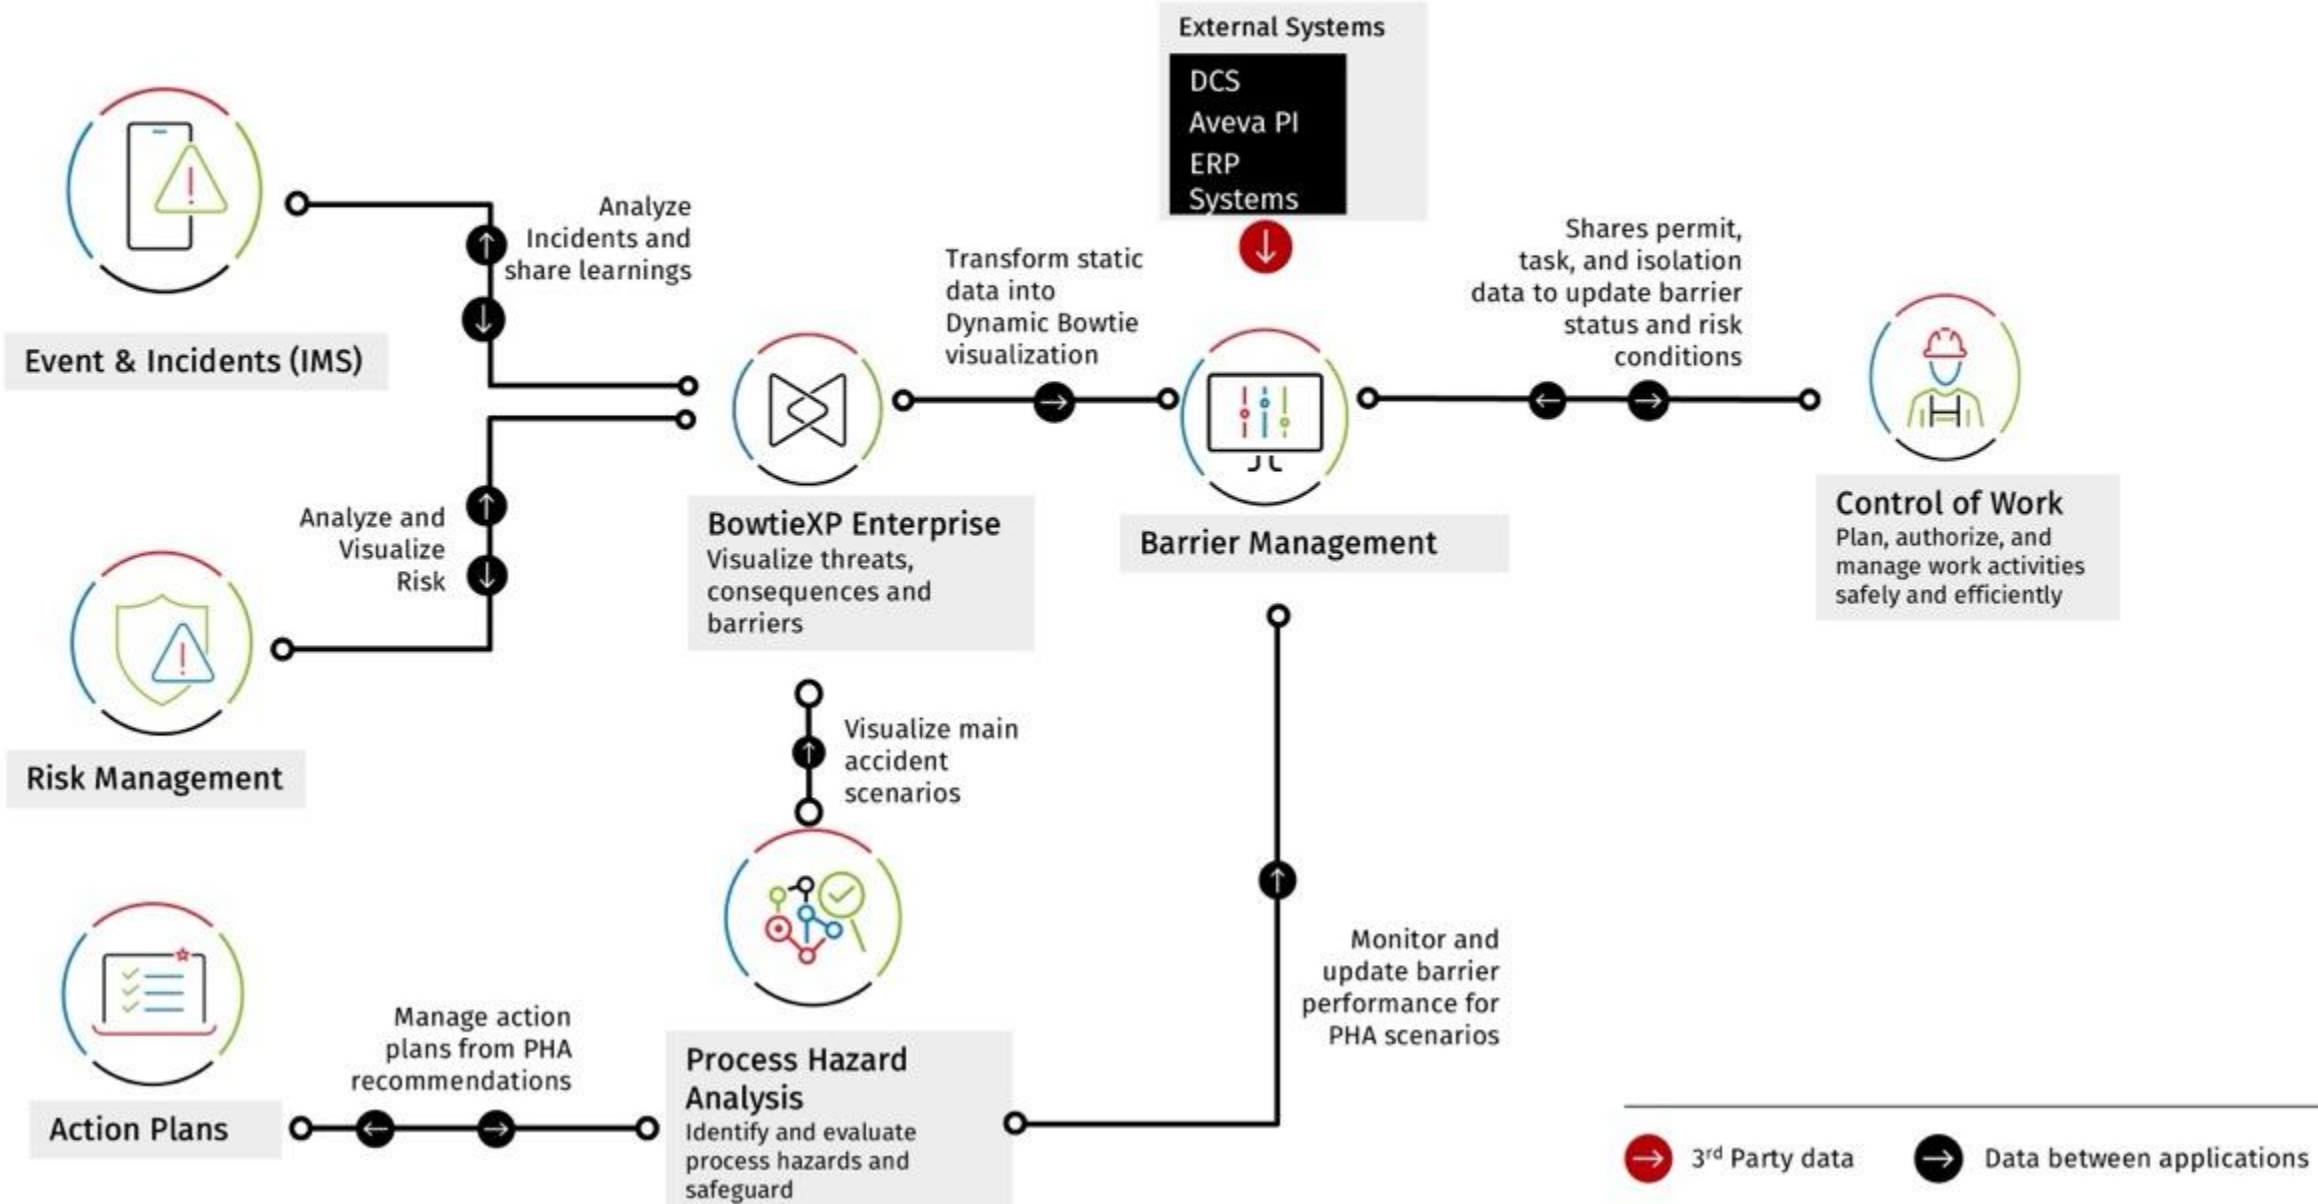 External Systems
DCS
Aveva PI
ERP
Systems
Analyze
Incidents and
share learnings
Event & Incidents (IMS)
Transform static
data into
Dynamic Bowtie
visualization
Shares permit,
task, and isolation
data to update barrier
status and risk
conditions
Analyze and
Visualize
Risk
Risk Management
BowtieXP Enterprise
Visualize threats,
consequences and
barriers
Barrier Management
Control of Work
Plan, authorize, and
manage work activities
safely and efficiently
Visualize main
accident
scenarios
Monitor and
update barrier
performance for
PHA scenarios
Manage action
plans from PHA
recommendations
Action Plans
Process Hazard
Analysis
Identify and evaluate
process hazards and
safeguard
3rd Party data
Data between applications